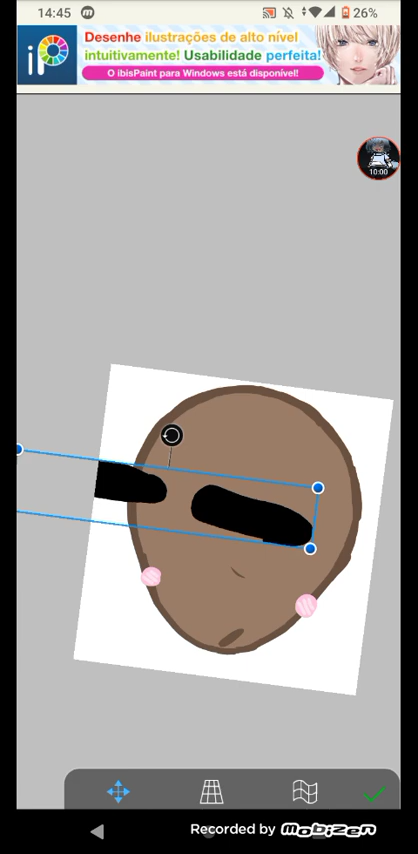 14:45
26%
Desenhe ilustrações de alto nível
intuitivamente! Usabilidade perfeita!
O ibisPaint para Windows está disponível!
iP
10:00
Recorded by Mobizen